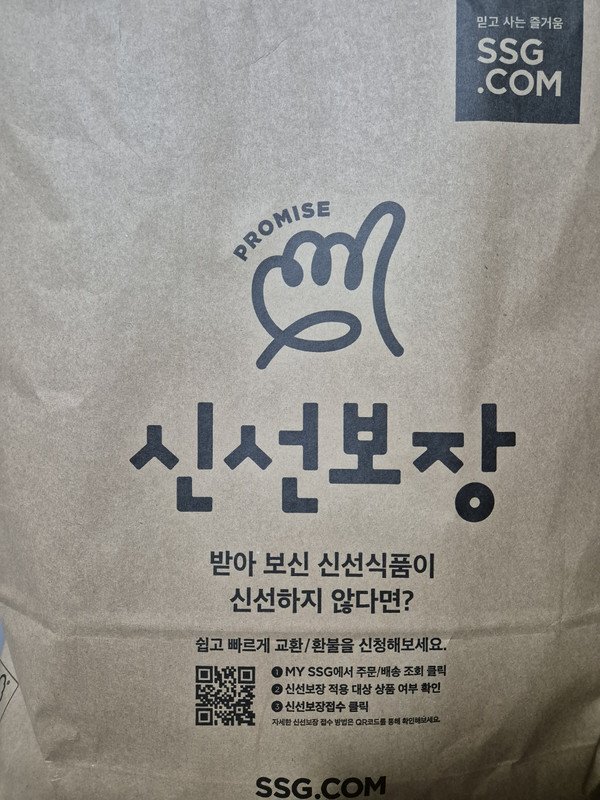 믿고 사는 즐거움
SSG
.COM
PROMISE
신선보장
받아 보신 신선식품이
신선하지 않다면?
쉽고 빠르게 교환/환불을 신청해보세요.
❶ MY SSG에서 주문/배송 조회 클릭
❷ 신선보장 적용 대상 상품 여부 확인
❸ 신선보장접수 클릭
자세한 신선보장 접수 방법은 QR코드를 통해 확인해보세요.
SSG.COM